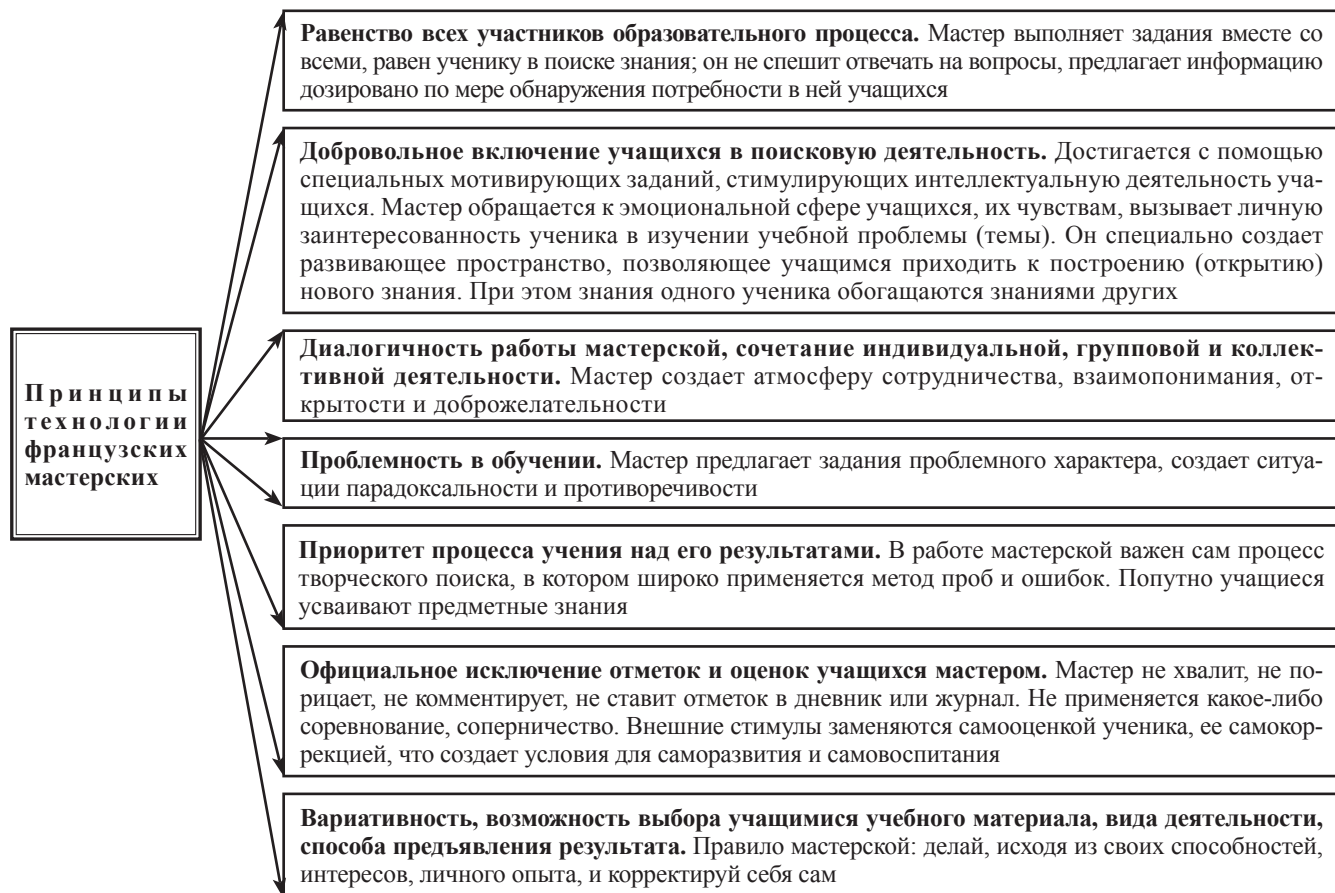 Принципы
технологии
французских
мастерских
Равенство всех участников образовательного процесса. Мастер выполняет задания вместе со
всеми, равен ученику в поиске знания; он не спешит отвечать на вопросы, предлагает информацию
дозировано по мере обнаружения потребности в ней учащихся
Добровольное включение учащихся в поисковую деятельность. Достигается с помощью
специальных мотивирующих заданий, стимулирующих интеллектуальную деятельность уча-
щихся. Мастер обращается к эмоциональной сфере учащихся, их чувствам, вызывает личную
заинтересованность ученика в изучении учебной проблемы (темы). Он специально создает
развивающее пространство, позволяющее учащимся приходить к построению (открытию)
нового знания. При этом знания одного ученика обогащаются знаниями других
Диалогичность работы мастерской, сочетание индивидуальной, групповой и коллек-
тивной деятельности. Мастер создает атмосферу сотрудничества, взаимопонимания, от-
крытости и доброжелательности
Проблемность в обучении. Мастер предлагает задания проблемного характера, создает ситуа-
ции парадоксальности и противоречивости
Приоритет процесса учения над его результатами. В работе мастерской важен сам процесс
творческого поиска, в котором широко применяется метод проб и ошибок. Попутно учащиеся
усваивают предметные знания
Официальное исключение отметок и оценок учащихся мастером. Мастер не хвалит, не по-
рицает, не комментирует, не ставит отметок в дневник или журнал. Не применяется какое-либо
соревнование, соперничество. Внешние стимулы заменяются самооценкой ученика, ее самокор-
рекцией, что создает условия для саморазвития и самовоспитания
Вариативность, возможность выбора учащимися учебного материала, вида деятельности,
способа предъявления результата. Правило мастерской: делай, исходя из своих способностей,
интересов, личного опыта, и корректируй себя сам